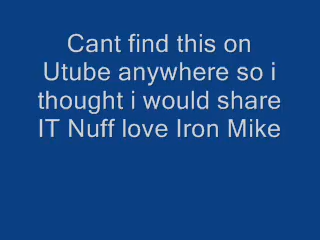 Cant find this on
Utube anywhere so i
thought i would share
IT Nuff love Iron Mike